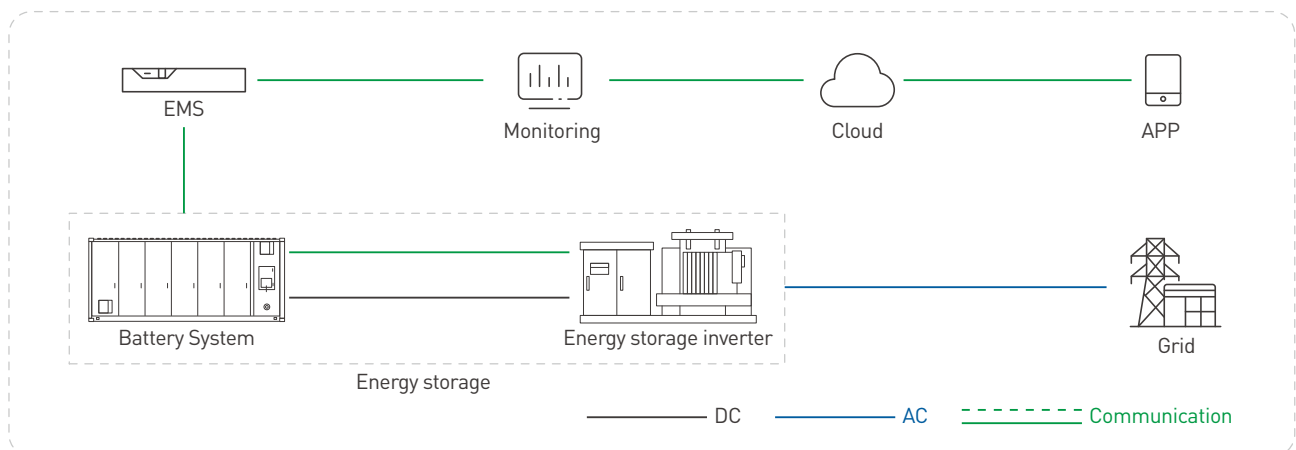 EMS
Monitoring
Cloud
APP
Battery System
Energy storage inverter
Grid
Energy storage
DC
AC
Communication